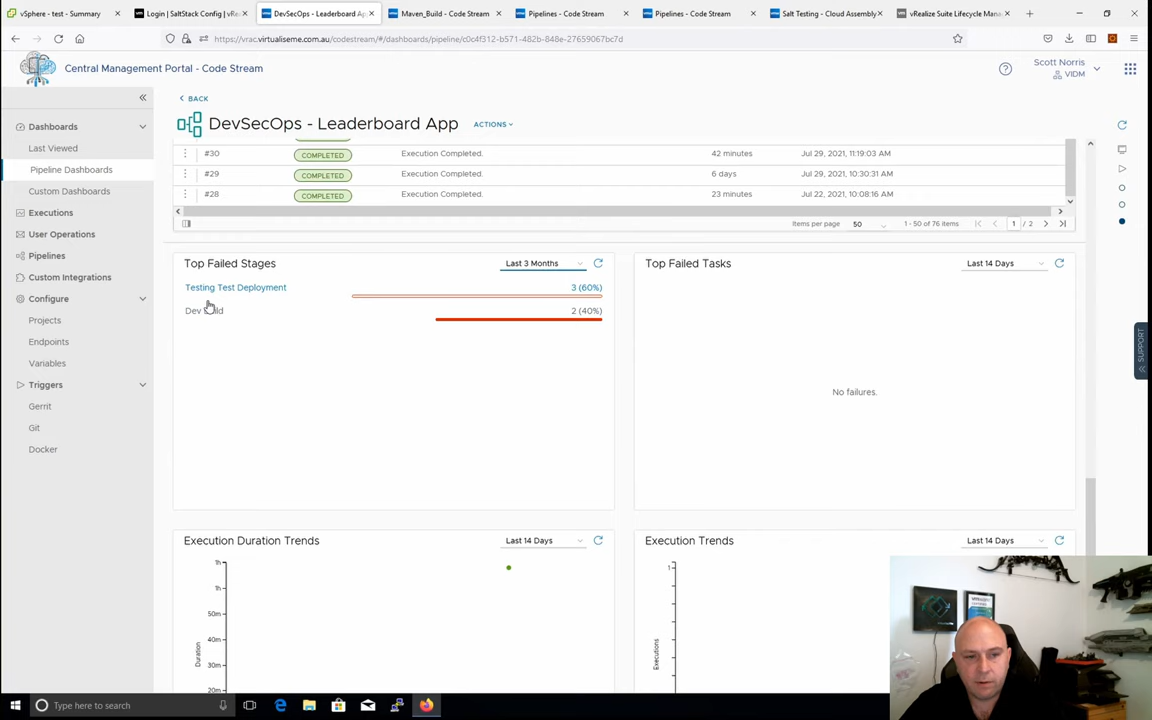 vSphere - test - Summary
Login | SaltStack Config | vRe
DevSecOps - Leaderboard Ap
Maven_Build - Code Stream
Pipelines - Code Stream
Pipelines - Code Stream
Salt Testing - Cloud Assembly
vRealize Suite Lifecycle Man
https://vrac.virtualiseme.com.au/codestream/#/dashboards/pipeline/c0c4f312-b571-482b-848e-27659067bc7d
Central Management Portal - Code Stream
Scott Norris
VIDM
BACK
DevSecOps - Leaderboard App
ACTIONS
Dashboards
Last Viewed
Pipeline Dashboards
Custom Dashboards
Executions
User Operations
Pipelines
Custom Integrations
Configure
Projects
Endpoints
Variables
Triggers
Gerrit
Git
Docker
#30 COMPLETED Execution Completed. 42 minutes Jul 29, 2021, 11:19:03 AM
#29 COMPLETED Execution Completed. 6 days Jul 29, 2021, 10:30:31 AM
#28 COMPLETED Execution Completed. 23 minutes Jul 22, 2021, 10:08:16 AM
Items per page 50 1 - 50 of 76 items 1 / 2
Top Failed Stages
Last 3 Months
Testing Test Deployment 3 (60%)
Dev 2 (40%)
Top Failed Tasks
Last 14 Days
No failures.
Execution Duration Trends
Last 14 Days
1h
1h
50m
40m
30m
20m
Duration
Execution Trends
Last 14 Days
1
Executions
SUPPORT
Type here to search